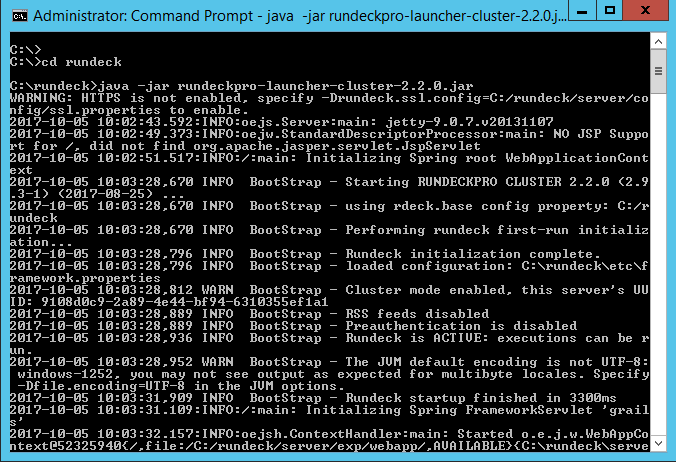 Administrator: Command Prompt - java  -jar rundeckpro-launcher-cluster-2.2.0.j...
C:\>
C:\>cd rundeck
C:\rundeck>java -jar rundeckpro-launcher-cluster-2.2.0.jar
WARNING: HTTPS is not enabled, specify -Drundeck.ssl.config=C:/rundeck/server/co
nfig/ssl.properties to enable.
2017-10-05 10:02:43.592:INFO:oejs.Server:main: jetty-9.0.7.v20131107
2017-10-05 10:02:49.373:INFO:oejw.StandardDescriptorProcessor:main: NO JSP Suppo
rt for /, did not find org.apache.jasper.servlet.JspServlet
2017-10-05 10:02:51.517:INFO:/:main: Initializing Spring root WebApplicationCont
ext
2017-10-05 10:03:28,670 INFO  BootStrap - Starting RUNDECKPRO CLUSTER 2.2.0 (2.9
.3-1) (2017-08-25) ...
2017-10-05 10:03:28,670 INFO  BootStrap - using rdeck.base config property: C:/r
undeck
2017-10-05 10:03:28,670 INFO  BootStrap - Performing rundeck first-run initializ
ation...
2017-10-05 10:03:28,796 INFO  BootStrap - Rundeck initialization complete.
2017-10-05 10:03:28,796 INFO  BootStrap - loaded configuration: C:\rundeck\etc\f
ramework.properties
2017-10-05 10:03:28,812 WARN  BootStrap - Cluster mode enabled, this server's UU
ID: 9108d0c9-2a89-4e44-bf94-6310355ef1a1
2017-10-05 10:03:28,889 INFO  BootStrap - RSS feeds disabled
2017-10-05 10:03:28,889 INFO  BootStrap - Preauthentication is disabled
2017-10-05 10:03:28,936 INFO  BootStrap - Rundeck is ACTIVE: executions can be r
un.
2017-10-05 10:03:28,952 WARN  BootStrap - The JVM default encoding is not UTF-8:
 windows-1252, you may not see output as expected for multibyte locales. Specify
 -Dfile.encoding=UTF-8 in the JVM options.
2017-10-05 10:03:31,909 INFO  BootStrap - Rundeck startup finished in 3300ms
2017-10-05 10:03:31.109:INFO:/:main: Initializing Spring FrameworkServlet 'grail
s'
2017-10-05 10:03:32.157:INFO:oejsh.ContextHandler:main: Started o.e.j.w.WebAppCo
ntext@52325940{/,file:/C:/rundeck/server/exp/webapp/,AVAILABLE}{C:\rundeck\serve